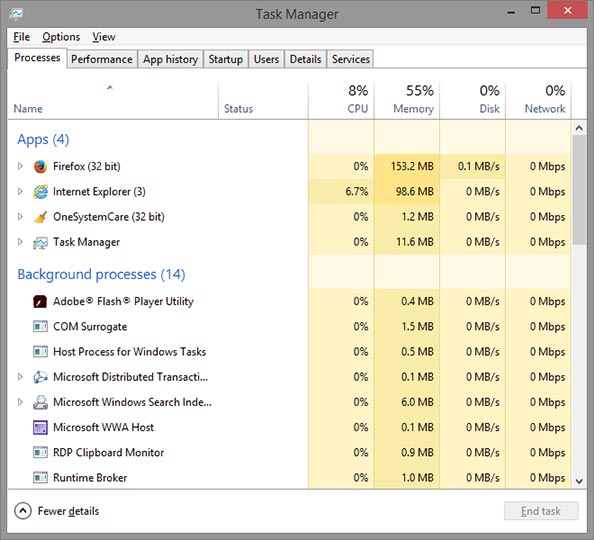 Task Manager
File Options View
Processes Performance App history Startup Users Details Services
8% 55% 0% 0%
Name Status CPU Memory Disk Network
Apps (4)
Firefox (32 bit) 0% 153.2 MB 0.1 MB/s 0 Mbps
Internet Explorer (3) 6.7% 98.6 MB 0 MB/s 0 Mbps
OneSystemCare (32 bit) 0% 1.2 MB 0 MB/s 0 Mbps
Task Manager 0% 11.6 MB 0 MB/s 0 Mbps
Background processes (14)
Adobe® Flash® Player Utility 0% 0.4 MB 0 MB/s 0 Mbps
COM Surrogate 0% 1.5 MB 0 MB/s 0 Mbps
Host Process for Windows Tasks 0% 0.5 MB 0 MB/s 0 Mbps
Microsoft Distributed Transacti... 0% 0.1 MB 0 MB/s 0 Mbps
Microsoft Windows Search Inde... 0% 6.0 MB 0 MB/s 0 Mbps
Microsoft WWA Host 0% 0.1 MB 0 MB/s 0 Mbps
RDP Clipboard Monitor 0% 0.9 MB 0 MB/s 0 Mbps
Runtime Broker 0% 1.0 MB 0 MB/s 0 Mbps
Fewer details End task